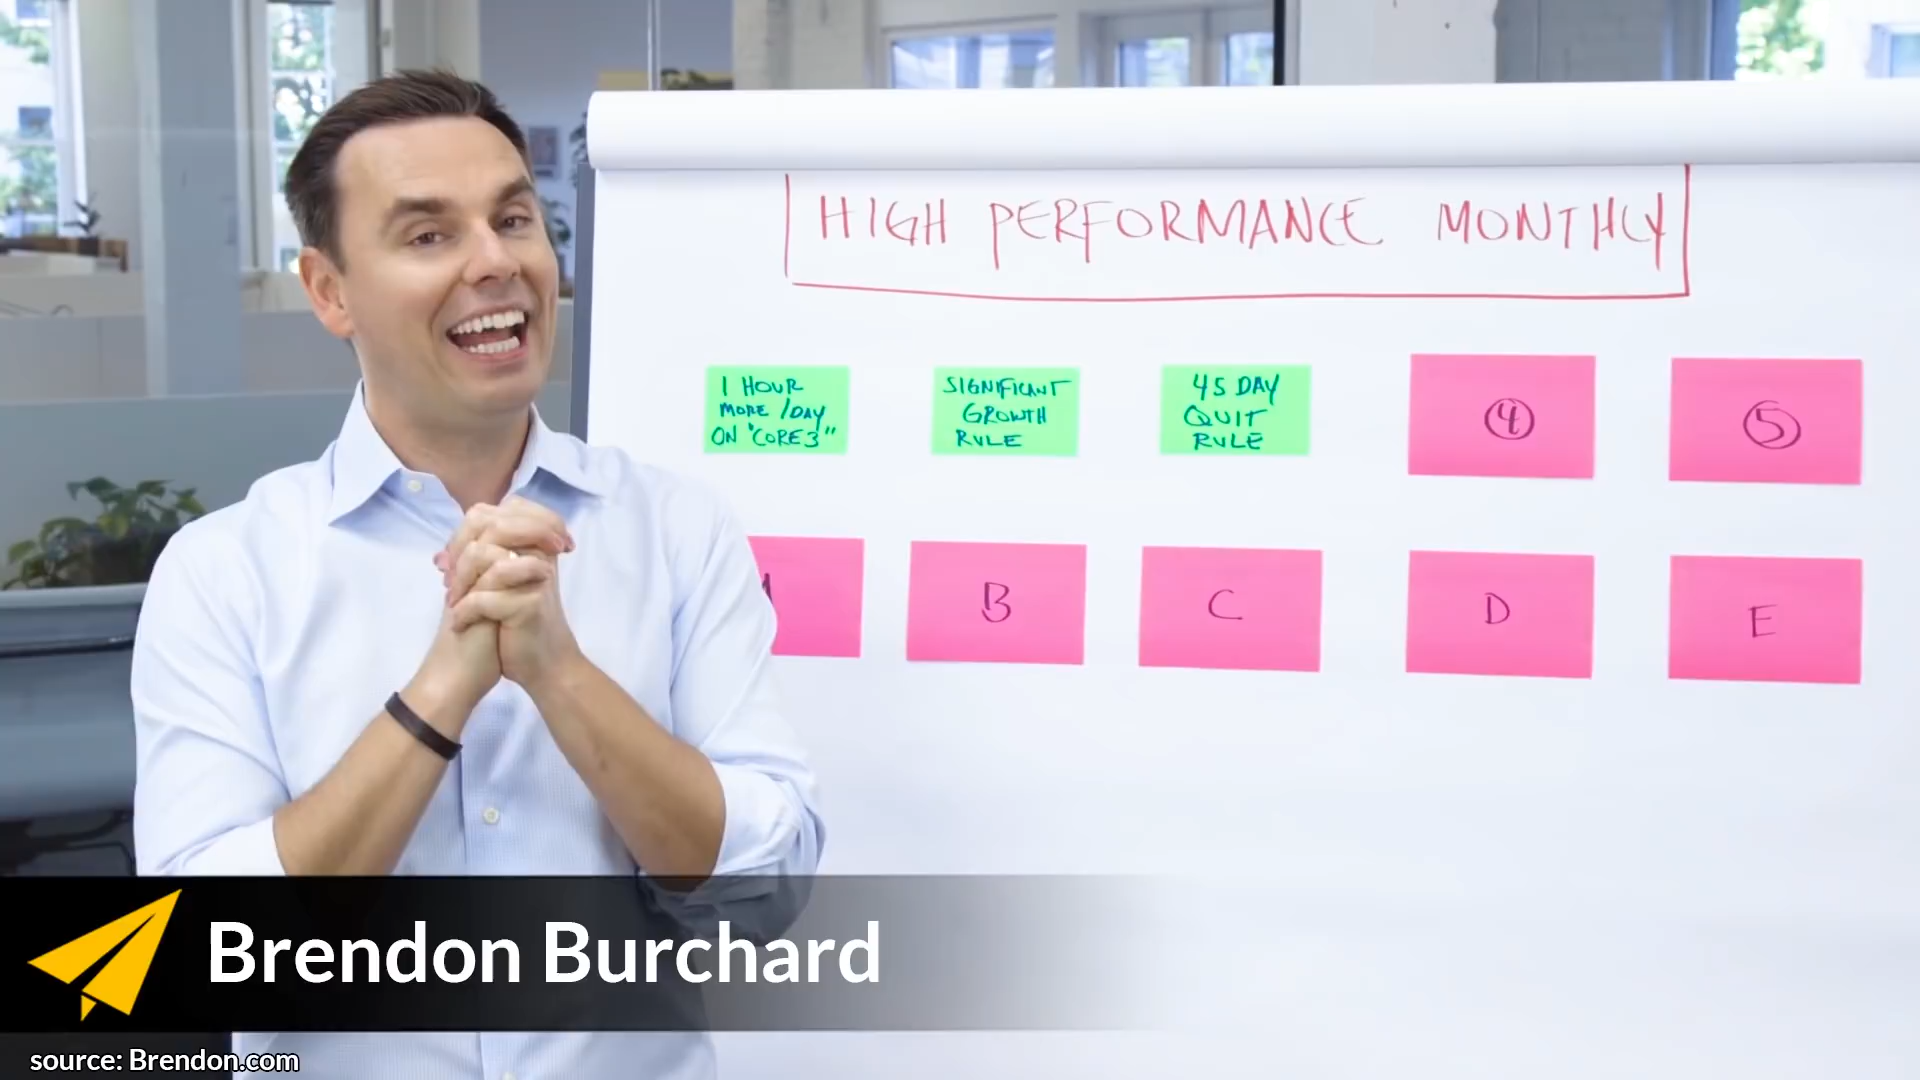 HIGH PERFORMANCE MONTHLY
1 HOUR
MORE /DAY
ON "CORE3"
SIGNIFICANT
GROWTH
RULE
45 DAY
QUIT
RULE
4
5
B
C
D
E
Brendon Burchard
source: Brendon.com